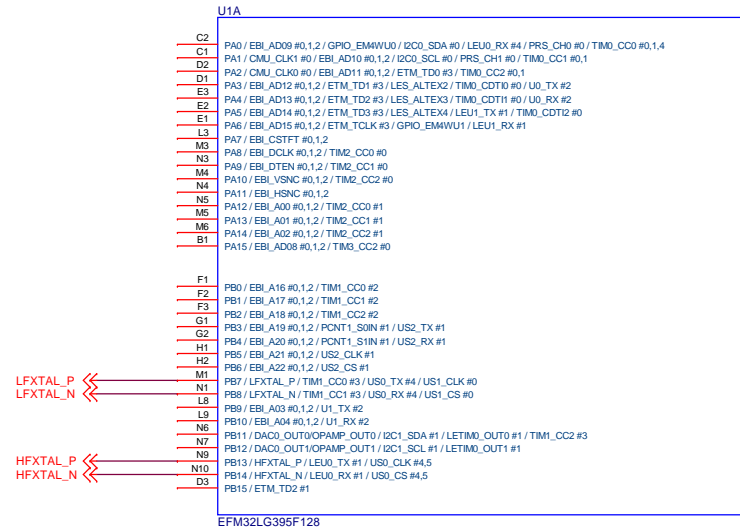 U1A
C2 PA0 / EBI_AD09 #0,1,2 / GPIO_EM4WU0 / I2C0_SDA #0 / LEU0_RX #4 / PRS_CH0 #0 / TIM0_CC0 #0,1,4
C1 PA1 / CMU_CLK1 #0 / EBI_AD10 #0,1,2 / I2C0_SCL #0 / PRS_CH1 #0 / TIM0_CC1 #0,1
D2 PA2 / CMU_CLK0 #0 / EBI_AD11 #0,1,2 / ETM_TD0 #3 / TIM0_CC2 #0,1
D1 PA3 / EBI_AD12 #0,1,2 / ETM_TD1 #3 / LES_ALTEX2 / TIM0_CDTI0 #0 / U0_TX #2
E3 PA4 / EBI_AD13 #0,1,2 / ETM_TD2 #3 / LES_ALTEX3 / TIM0_CDTI1 #0 / U0_RX #2
E2 PA5 / EBI_AD14 #0,1,2 / ETM_TD3 #3 / LES_ALTEX4 / LEU1_TX #1 / TIM0_CDTI2 #0
E1 PA6 / EBI_AD15 #0,1,2 / ETM_TCLK #3 / GPIO_EM4WU1 / LEU1_RX #1
L3 PA7 / EBI_CSTFT #0,1,2
M3 PA8 / EBI_DCLK #0,1,2 / TIM2_CC0 #0
N3 PA9 / EBI_DTEN #0,1,2 / TIM2_CC1 #0
M4 PA10 / EBI_VSNC #0,1,2 / TIM2_CC2 #0
N4 PA11 / EBI_HSNC #0,1,2
N5 PA12 / EBI_A00 #0,1,2 / TIM2_CC0 #1
M5 PA13 / EBI_A01 #0,1,2 / TIM2_CC1 #1
M6 PA14 / EBI_A02 #0,1,2 / TIM2_CC2 #1
B1 PA15 / EBI_AD08 #0,1,2 / TIM3_CC2 #0
F1 PB0 / EBI_A16 #0,1,2 / TIM1_CC0 #2
F2 PB1 / EBI_A17 #0,1,2 / TIM1_CC1 #2
F3 PB2 / EBI_A18 #0,1,2 / TIM1_CC2 #2
G1 PB3 / EBI_A19 #0,1,2 / PCNT1_S0IN #1 / US2_TX #1
G2 PB4 / EBI_A20 #0,1,2 / PCNT1_S1IN #1 / US2_RX #1
H1 PB5 / EBI_A21 #0,1,2 / US2_CLK #1
H2 PB6 / EBI_A22 #0,1,2 / US2_CS #1
LFXTAL_P M1 PB7 / LFXTAL_P / TIM1_CC0 #3 / US0_TX #4 / US1_CLK #0
LFXTAL_N N1 PB8 / LFXTAL_N / TIM1_CC1 #3 / US0_RX #4 / US1_CS #0
L8 PB9 / EBI_A03 #0,1,2 / U1_TX #2
L9 PB10 / EBI_A04 #0,1,2 / U1_RX #2
N6 PB11 / DAC0_OUT0/OPAMP_OUT0 / I2C1_SDA #1 / LETIM0_OUT0 #1 / TIM1_CC2 #3
N7 PB12 / DAC0_OUT1/OPAMP_OUT1 / I2C1_SCL #1 / LETIM0_OUT1 #1
HFXTAL_P N9 PB13 / HFXTAL_P / LEU0_TX #1 / US0_CLK #4,5
HFXTAL_N N10 PB14 / HFXTAL_N / LEU0_RX #1 / US0_CS #4,5
D3 PB15 / ETM_TD2 #1
EFM32LG395F128